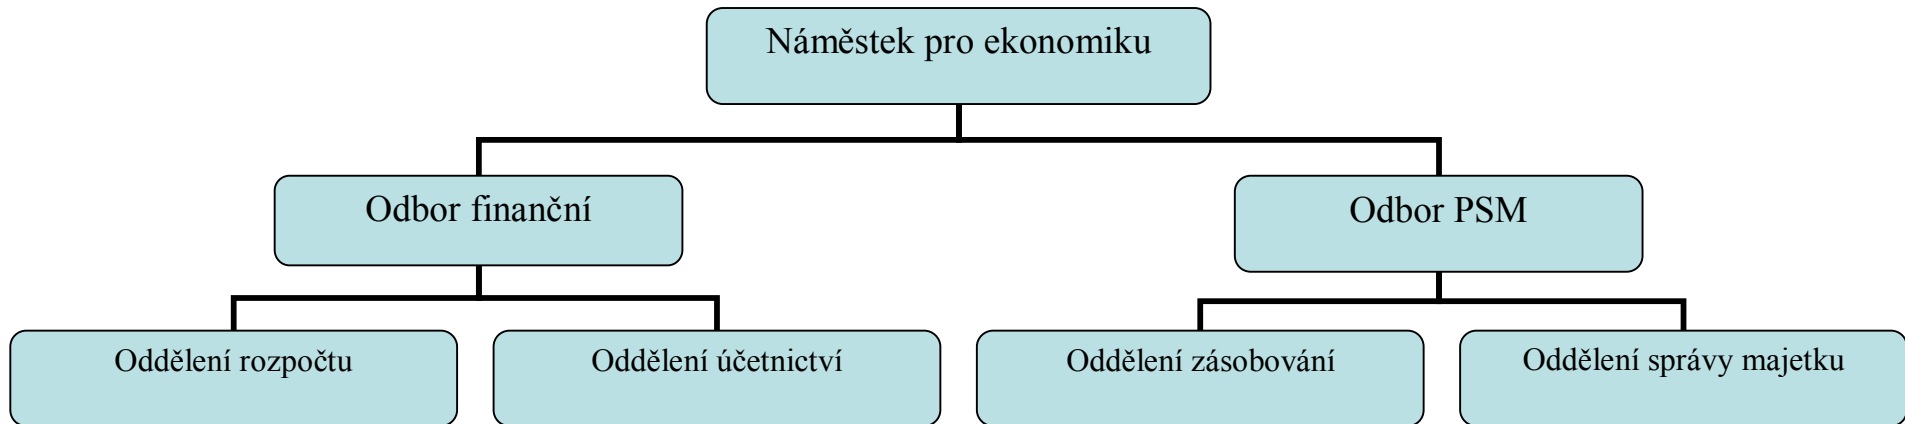 Náměstek pro ekonomiku
Odbor finanční
Odbor PSM
Oddělení rozpočtu
Oddělení účetnictví
Oddělení zásobování
Oddělení správy majetku